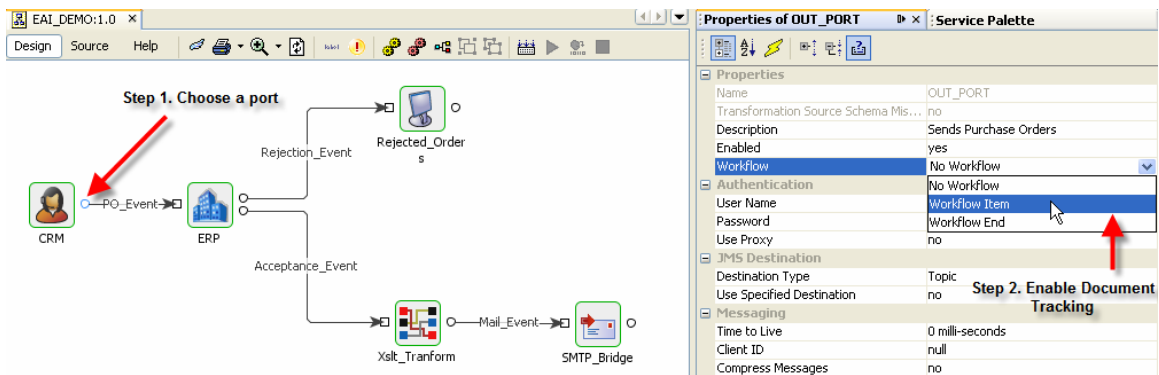 EAI_DEMO:1.0
Design Source Help
Step 1. Choose a port
Rejection_Event
Rejected_Order
s
PO_Event
CRM
ERP
Acceptance_Event
Mail_Event
Xslt_Tranform
SMTP_Bridge
Properties of OUT_PORT
Service Palette
Properties
Name OUT_PORT
Transformation Source Schema Mis... no
Description Sends Purchase Orders
Enabled yes
Workflow No Workflow
No Workflow
Workflow Item
Workflow End
Authentication
User Name
Password
Use Proxy no
JMS Destination
Destination Type Topic
Use Specified Destination no
Step 2. Enable Document
Tracking
Messaging
Time to Live 0 milli-seconds
Client ID null
Compress Messages no